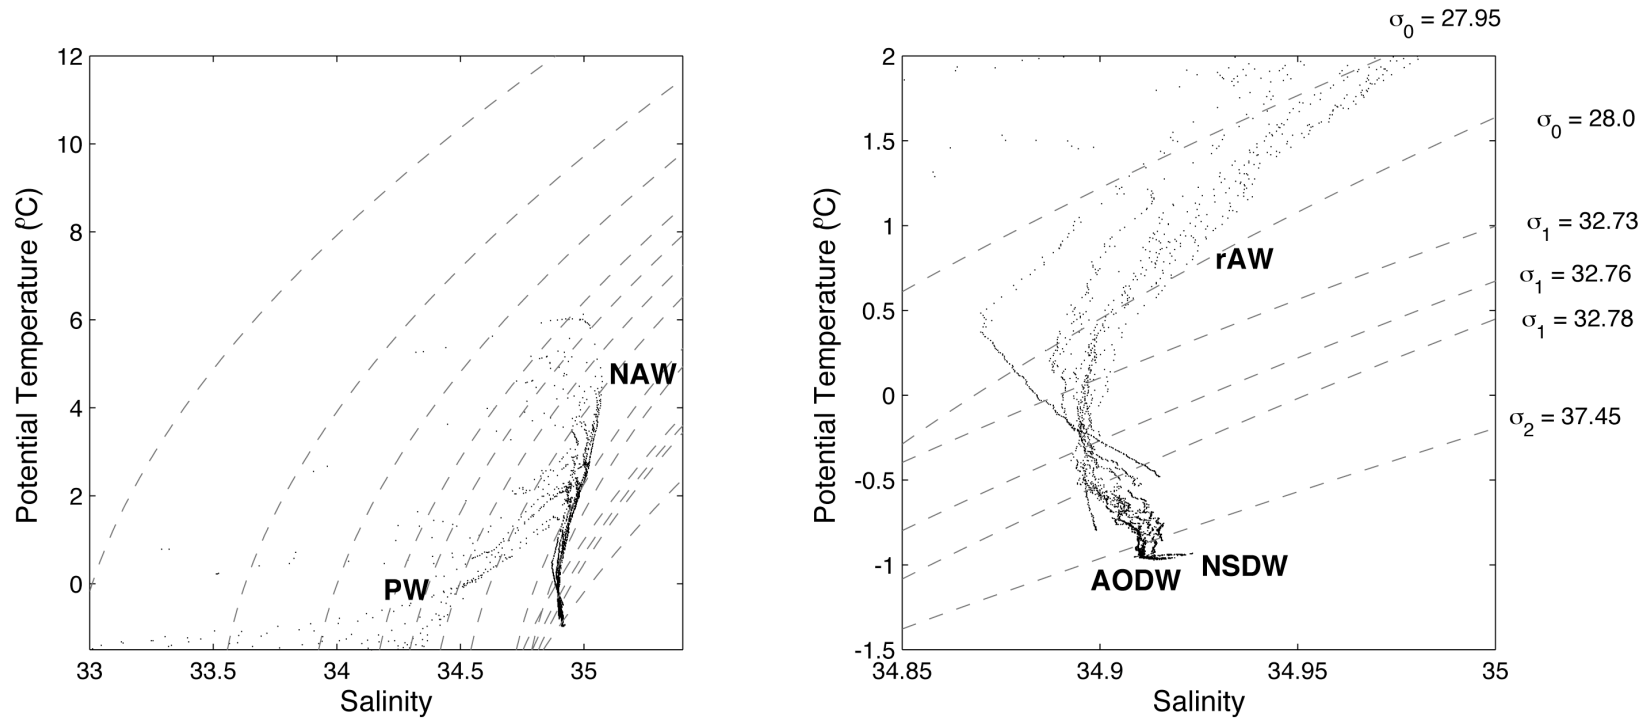 12
10
8
6
4
2
0
33
33.5
34
34.5
35
Potential Temperature (ºC)
Salinity
NAW
PW
2
1.5
1
0.5
0
-0.5
-1
-1.5
34.85
34.9
34.95
35
Potential Temperature (ºC)
Salinity
rAW
AODW
NSDW
σ0 = 27.95
σ0 = 28.0
σ1 = 32.73
σ1 = 32.76
σ1 = 32.78
σ2 = 37.45